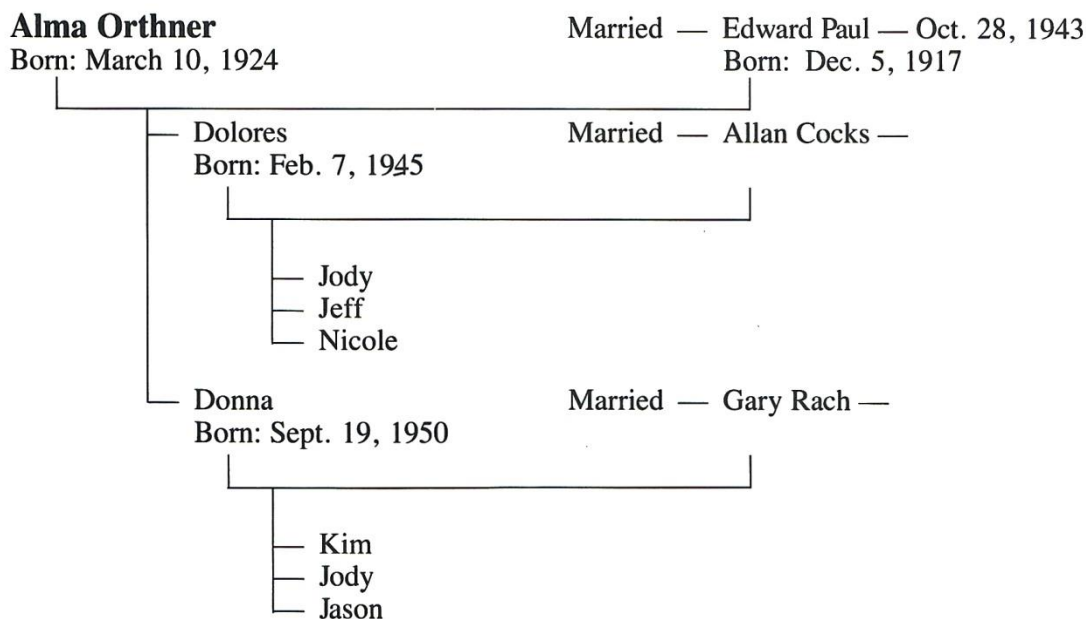 Alma Orthner Married — Edward Paul — Oct. 28, 1943
Born: March 10, 1924 Born: Dec. 5, 1917
Dolores Married — Allan Cocks —
Born: Feb. 7, 1945
Jody
Jeff
Nicole
Donna Married — Gary Rach —
Born: Sept. 19, 1950
Kim
Jody
Jason